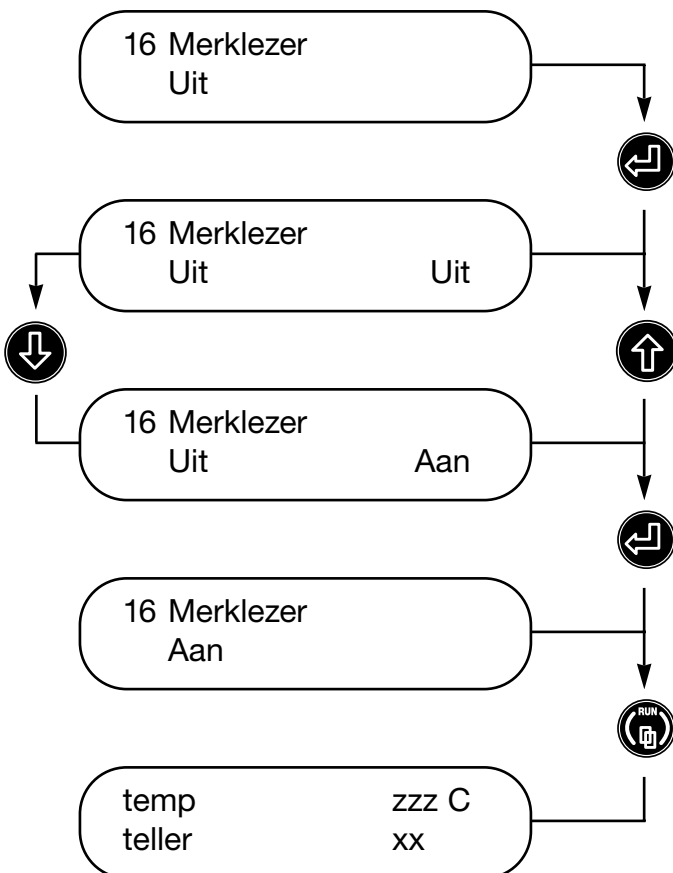 16 Merklezer
Uit
16 Merklezer
Uit Uit
16 Merklezer
Uit Aan
16 Merklezer
Aan
RUN
temp zzz C
teller xx